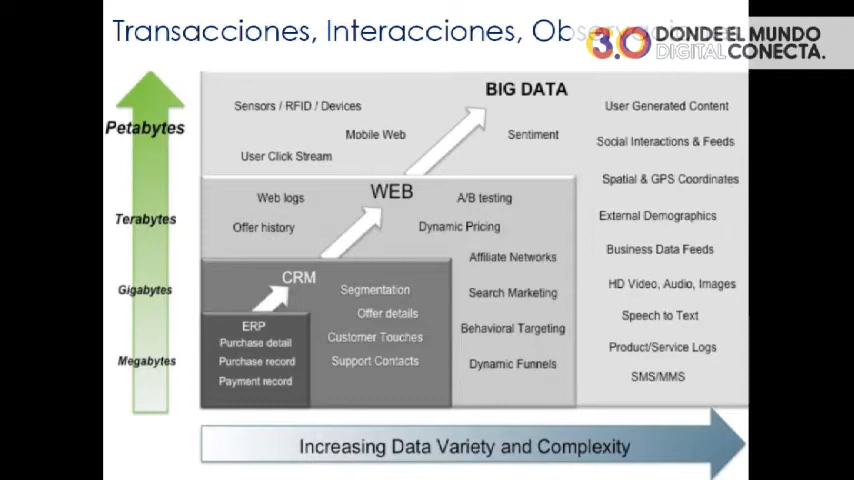 Transacciones, Interacciones, Observaciones
3.0 DONDE EL MUNDO
DIGITAL CONECTA.
Petabytes
Terabytes
Gigabytes
Megabytes
BIG DATA
Sensors / RFID / Devices
Mobile Web
Sentiment
User Click Stream
User Generated Content
Social Interactions & Feeds
Spatial & GPS Coordinates
External Demographics
Business Data Feeds
HD Video, Audio, Images
Speech to Text
Product/Service Logs
SMS/MMS
WEB
Web logs
A/B testing
Offer history
Dynamic Pricing
Affiliate Networks
Search Marketing
Behavioral Targeting
Dynamic Funnels
CRM
Segmentation
Offer details
Customer Touches
Support Contacts
ERP
Purchase detail
Purchase record
Payment record
Increasing Data Variety and Complexity